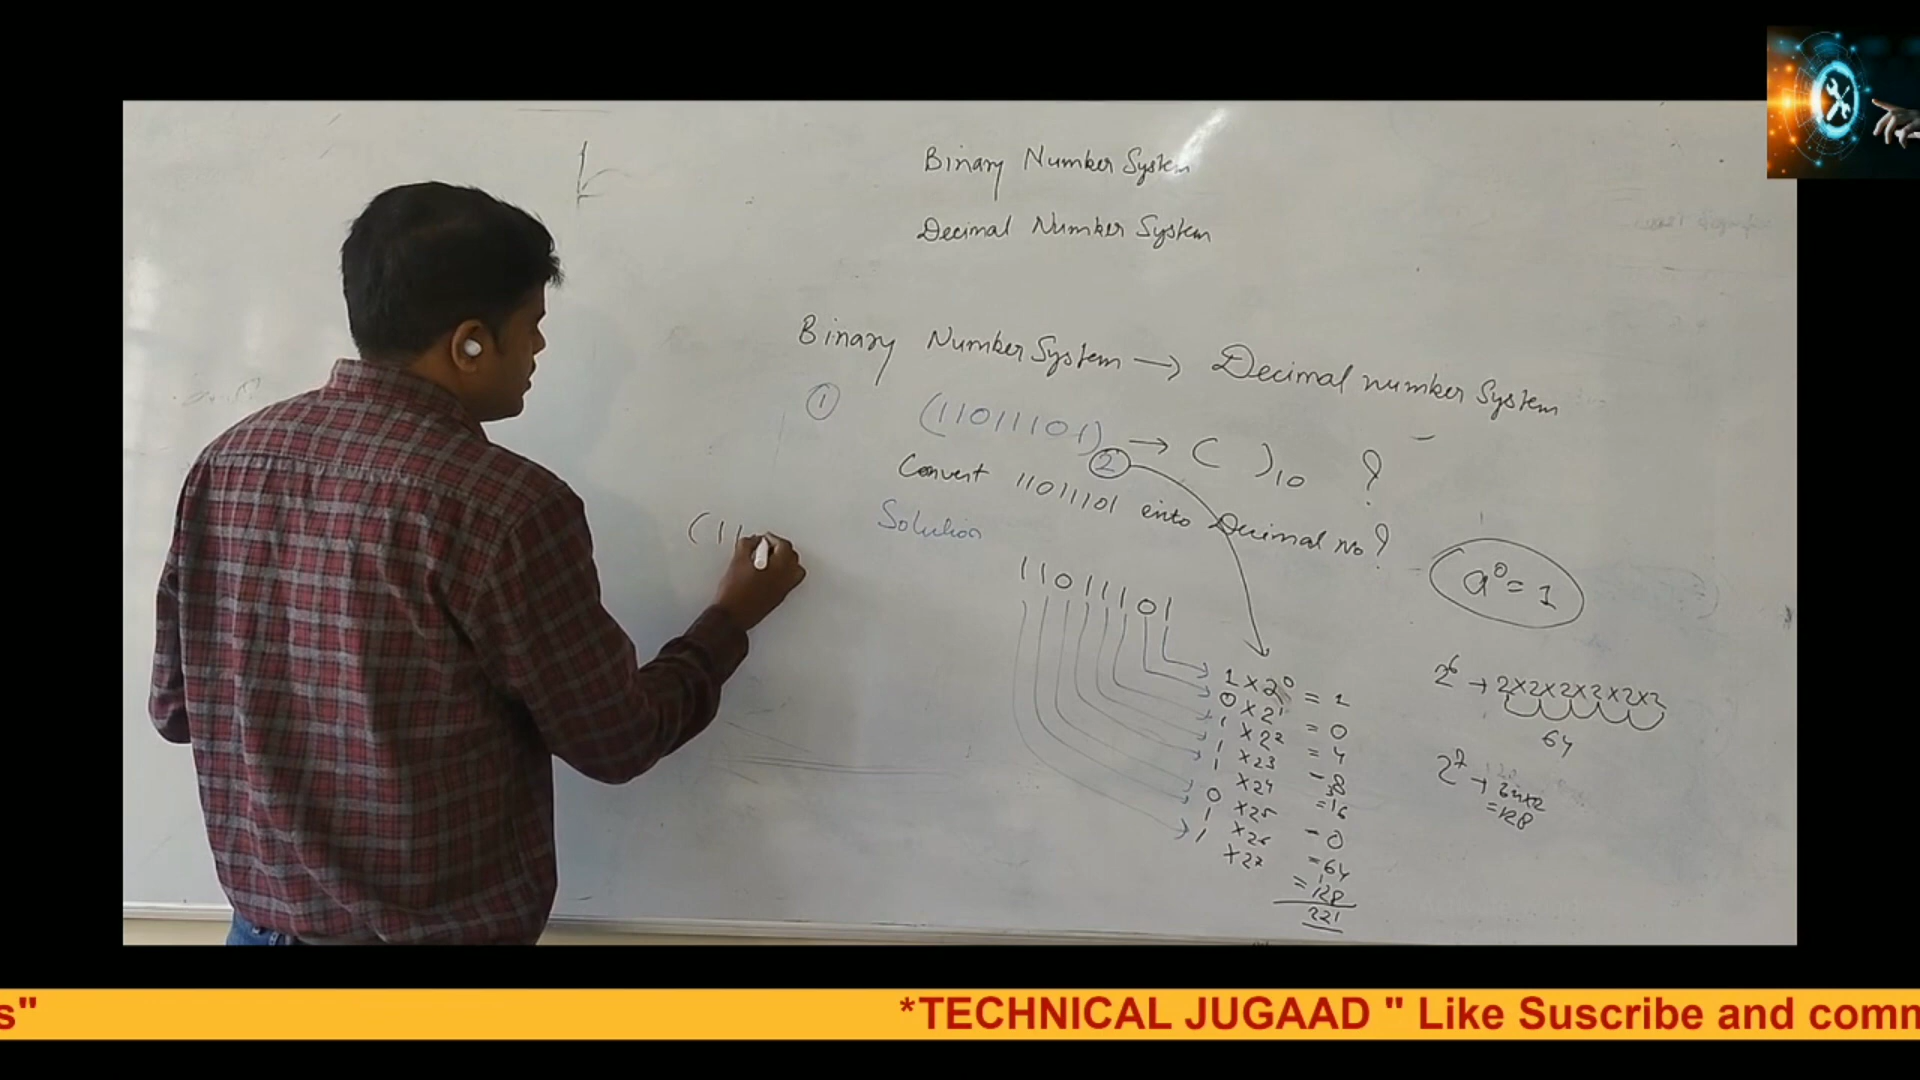 Binary Number System
Decimal Number System
Binary Number System → Decimal number System
① (11011101)2 → ( )10 ?
Convert 11011101 into Decimal no?
Solution
(11
11011101
a⁰ = 1
1 × 2⁰ = 1
0 × 2¹ = 0
1 × 2² = 4
1 × 2³ - 8
1 × 2⁴ = 16
0 × 2⁵ - 0
1 × 2⁶ = 64
1 × 2⁷ = 128
221
2⁶ → 2×2×2×2×2×2
64
2⁷ → 64×2
= 128
s"
*TECHNICAL JUGAAD " Like Suscribe and comm